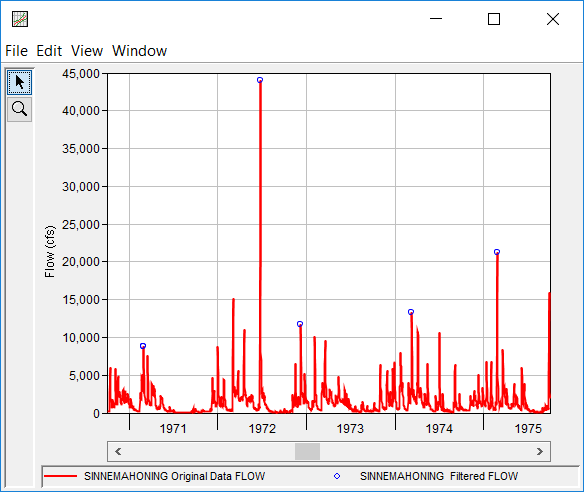 File Edit View Window
45,000
40,000
35,000
30,000
25,000
20,000
15,000
10,000
5,000
0
Flow (cfs)
1971 1972 1973 1974 1975
SINNEMAHONING Original Data FLOW SINNEMAHONING Filtered FLOW